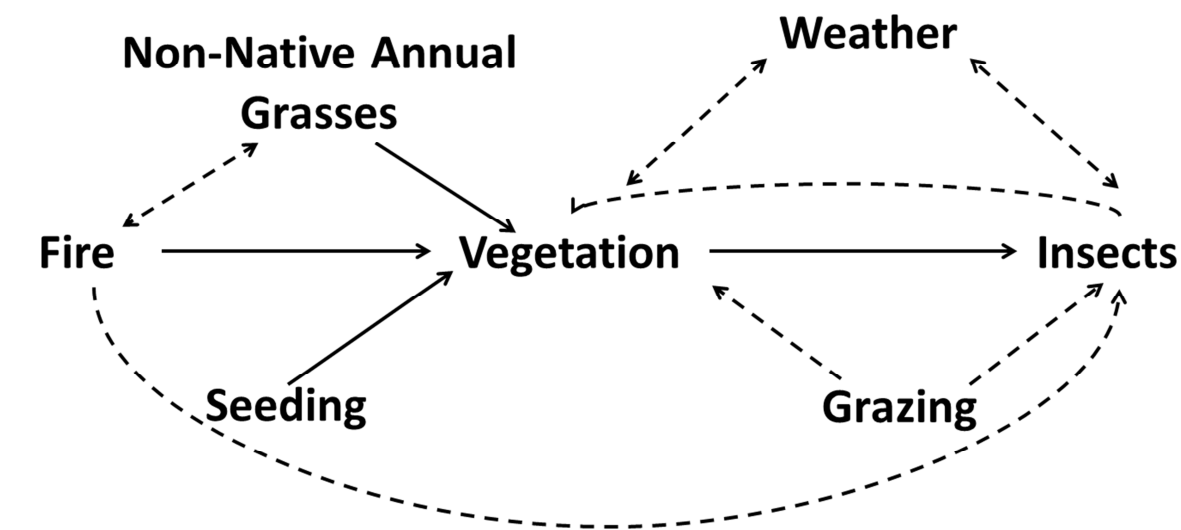 Weather
Non-Native Annual
Grasses
Fire
Vegetation
Insects
Seeding
Grazing